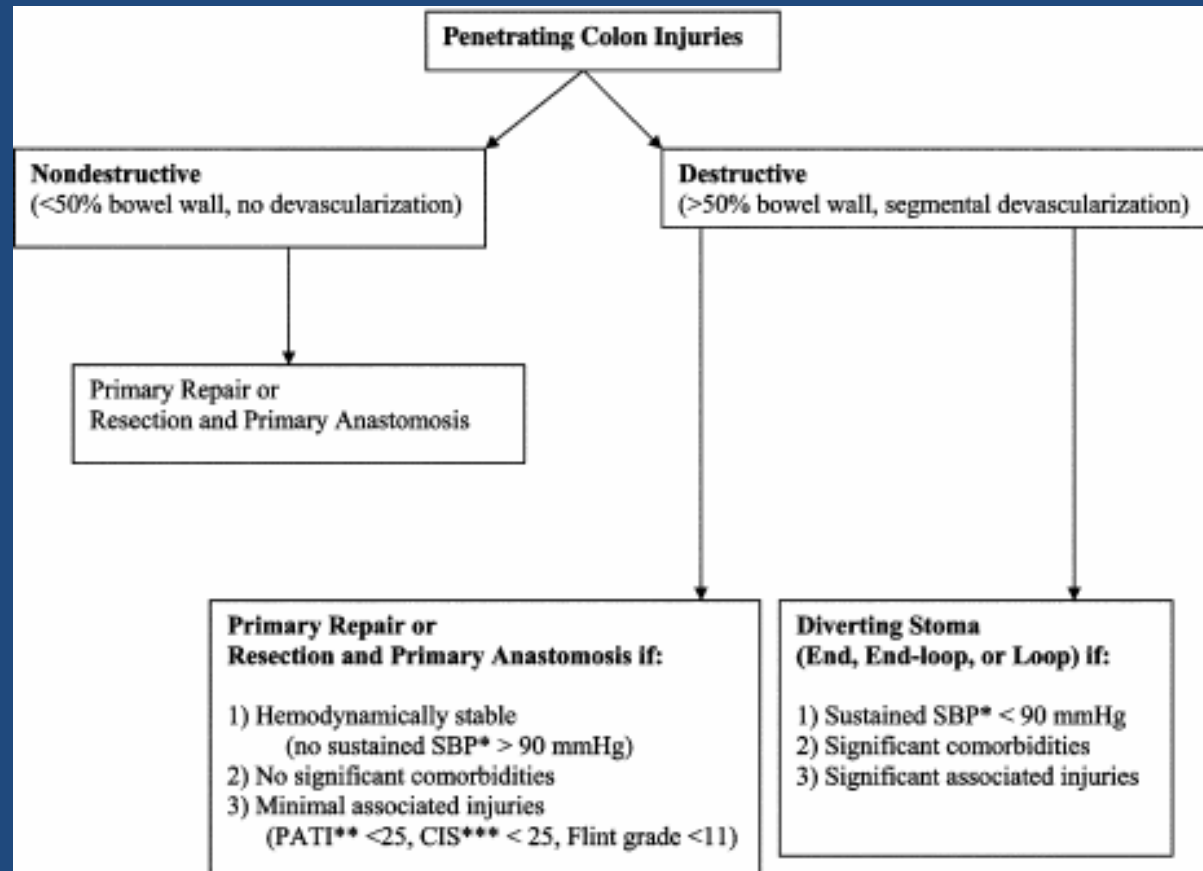 Penetrating Colon Injuries
Nondestructive
(<50% bowel wall, no devascularization)
Destructive
(>50% bowel wall, segmental devascularization)
Primary Repair or
Resection and Primary Anastomosis
Primary Repair or
Resection and Primary Anastomosis if:
1) Hemodynamically stable
(no sustained SBP* > 90 mmHg)
2) No significant comorbidities
3) Minimal associated injuries
(PATI** <25, CIS*** < 25, Flint grade <11)
Diverting Stoma
(End, End-loop, or Loop) if:
1) Sustained SBP* < 90 mmHg
2) Significant comorbidities
3) Significant associated injuries